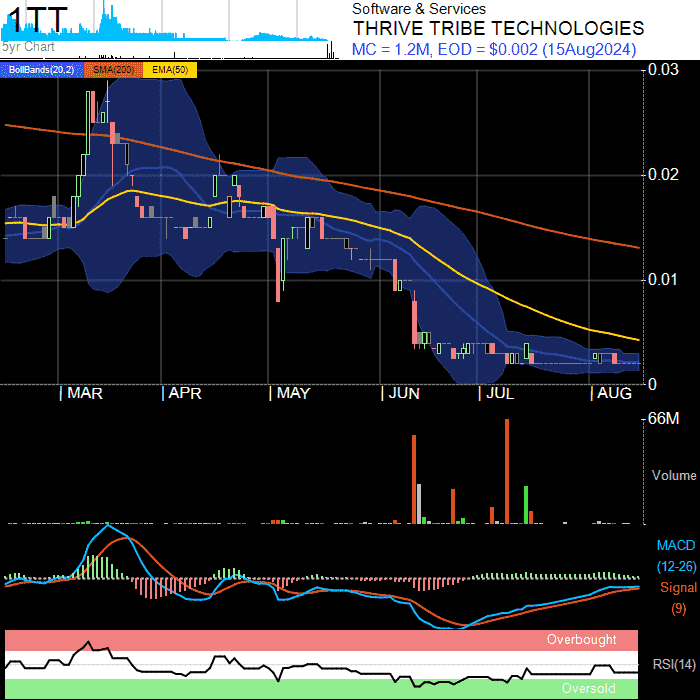 1TT
5yr Chart
Software & Services
THRIVE TRIBE TECHNOLOGIES
MC = 1.2M, EOD = $0.002 (15Aug2024)
BollBands(20,2) SMA(200) EMA(50)
0.03
0.02
0.01
0
MAR APR MAY JUN JUL AUG
66M
Volume
MACD
(12-26)
Signal
(9)
Overbought
RSI(14)
Oversold